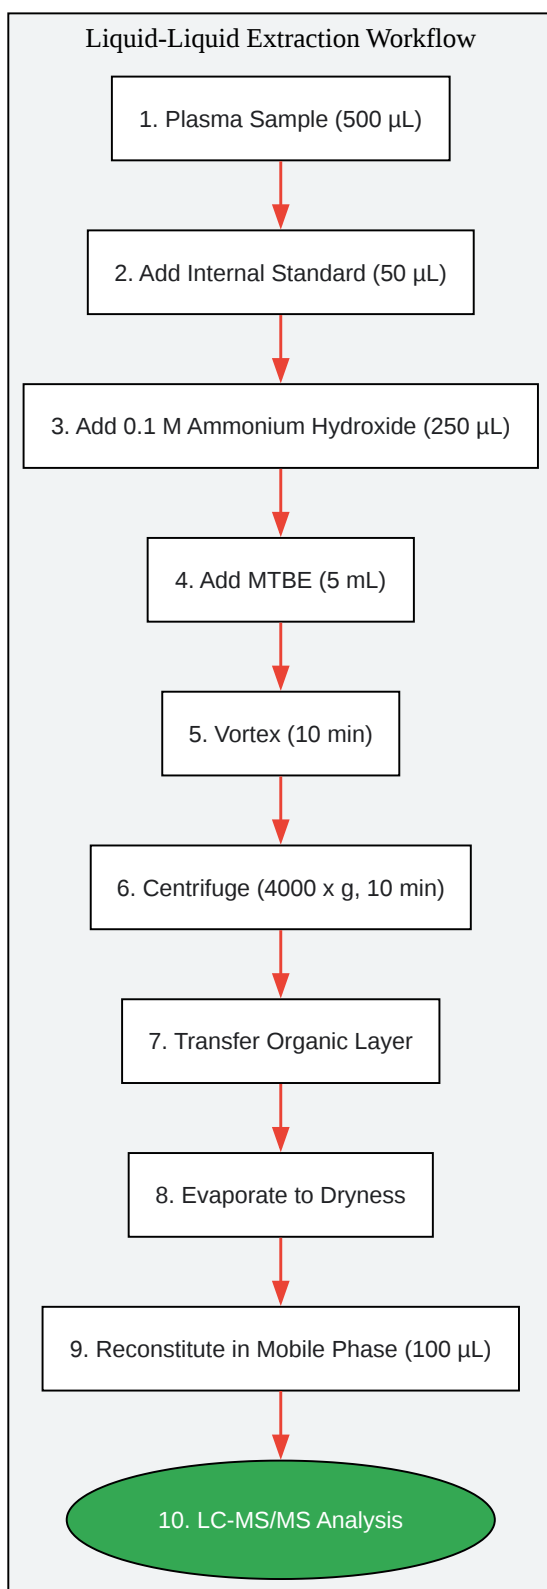 Liquid-Liquid Extraction Workflow
1. Plasma Sample (500 µL)
2. Add Internal Standard (50 µL)
3. Add 0.1 M Ammonium Hydroxide (250 µL)
4. Add MTBE (5 mL)
5. Vortex (10 min)
6. Centrifuge (4000 x g, 10 min)
7. Transfer Organic Layer
8. Evaporate to Dryness
9. Reconstitute in Mobile Phase (100 µL)
10. LC-MS/MS Analysis